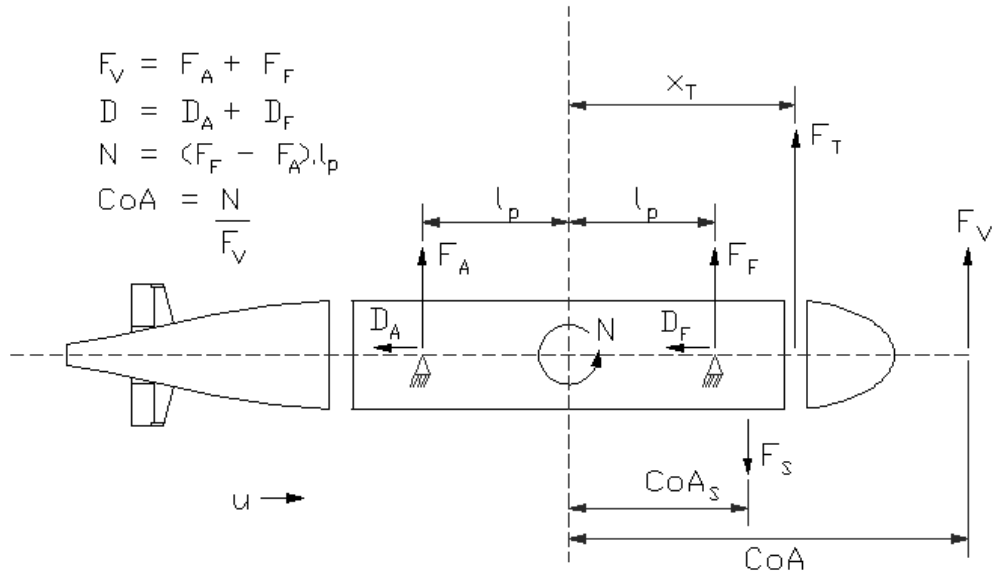 F_V = F_A + F_F
D = D_A + D_F
N = (F_F - F_A).l_p
CoA = N
F_V
x_T
F_T
l_p
l_p
F_V
F_A
F_F
D_A
N
D_F
F_S
CoA_S
u
CoA